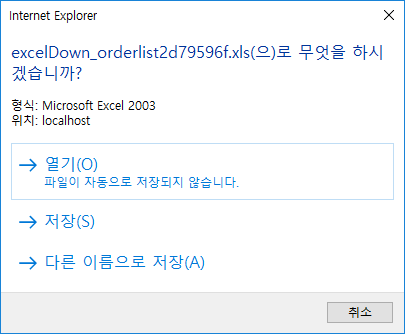 Internet Explorer
excelDown_orderlist2d79596f.xls(으)로 무엇을 하시
겠습니까?
형식: Microsoft Excel 2003
위치: localhost
열기(O)
파일이 자동으로 저장되지 않습니다.
저장(S)
다른 이름으로 저장(A)
취소